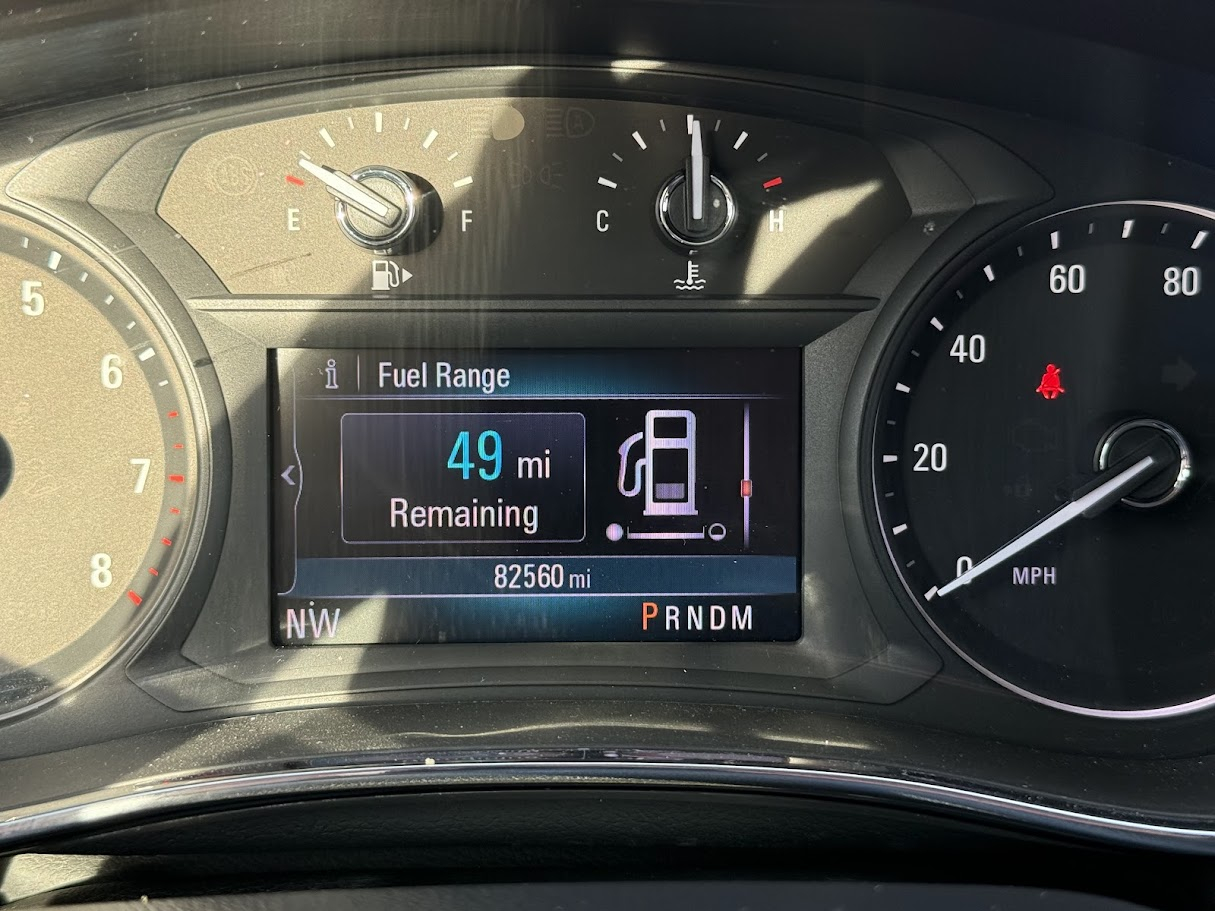 E F
C H
5
6
7
8
i Fuel Range
49 mi
Remaining
82560 mi
NW
PRNDM
0
20
40
60
80
MPH